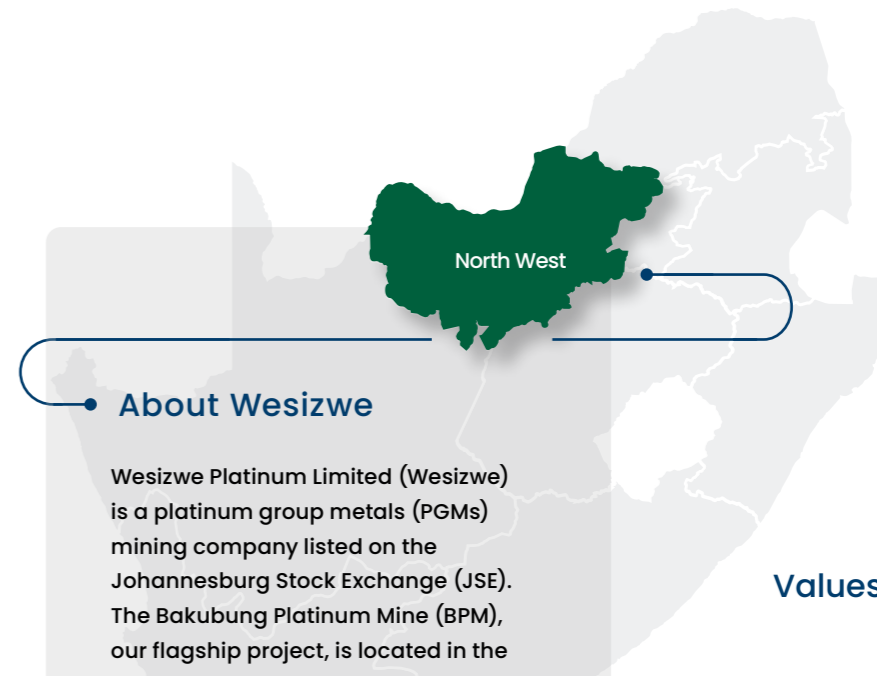 North West
About Wesizwe
Wesizwe Platinum Limited (Wesizwe)
is a platinum group metals (PGMs)
mining company listed on the
Johannesburg Stock Exchange (JSE).
The Bakubung Platinum Mine (BPM),
our flagship project, is located in the
Values